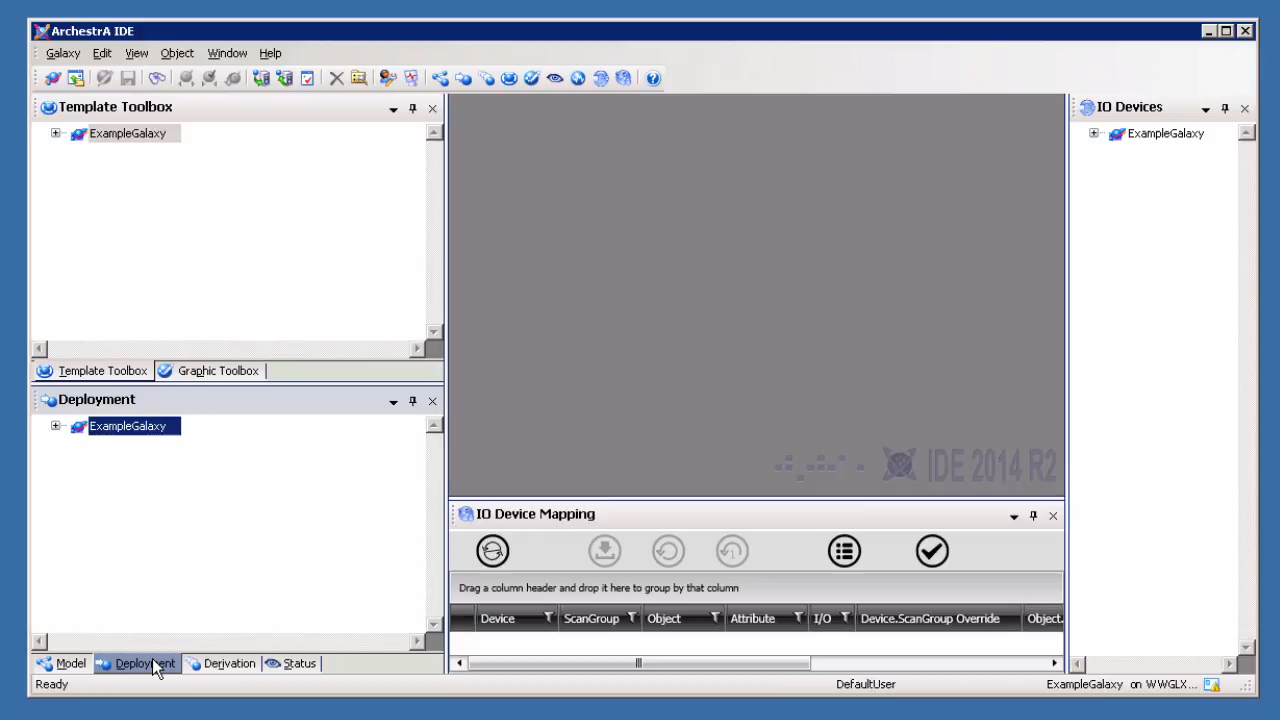 ArchestrA IDE
Galaxy Edit View Object Window Help
Template Toolbox
ExampleGalaxy
Template Toolbox Graphic Toolbox
Deployment
ExampleGalaxy
Model Deployment Derivation Status
IDE 2014 R2
IO Device Mapping
Drag a column header and drop it here to group by that column
Device ScanGroup Object Attribute I/O Device.ScanGroup Override Object.
IO Devices
ExampleGalaxy
Ready DefaultUser ExampleGalaxy on WWGLX...